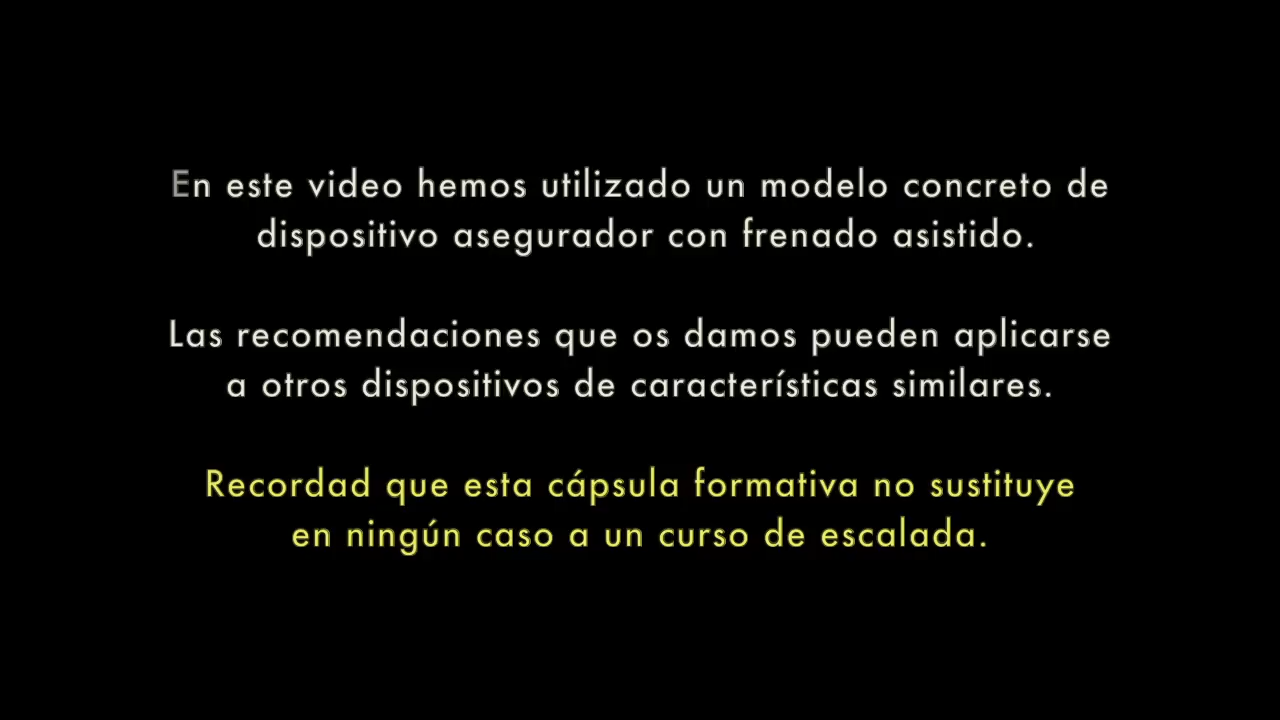 En este video hemos utilizado un modelo concreto de
dispositivo asegurador con frenado asistido.
Las recomendaciones que os damos pueden aplicarse
a otros dispositivos de características similares.
Recordad que esta cápsula formativa no sustituye
en ningún caso a un curso de escalada.